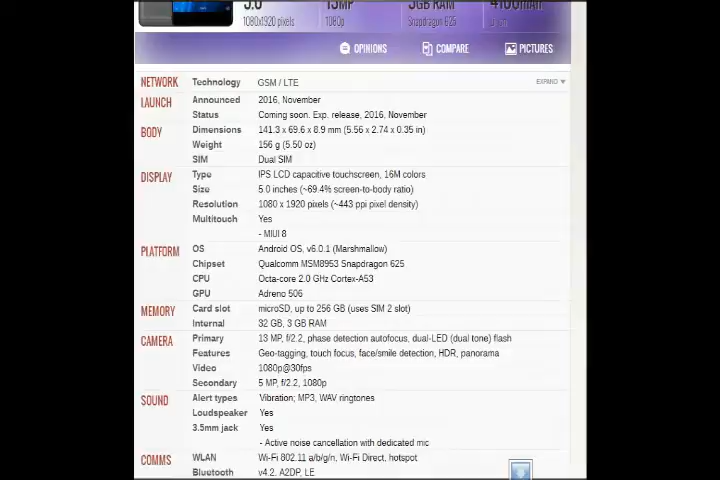 5.0"
1080x1920 pixels
13MP
1080p
3GB RAM
Snapdragon 625
4100mAh
OPINIONS
COMPARE
PICTURES
NETWORK Technology GSM / LTE EXPAND ▼
LAUNCH Announced 2016, November
Status Coming soon. Exp. release, 2016, November
BODY Dimensions 141.3 x 69.6 x 8.9 mm (5.56 x 2.74 x 0.35 in)
Weight 156 g (5.50 oz)
SIM Dual SIM
DISPLAY Type IPS LCD capacitive touchscreen, 16M colors
Size 5.0 inches (~69.4% screen-to-body ratio)
Resolution 1080 x 1920 pixels (~443 ppi pixel density)
Multitouch Yes
- MIUI 8
PLATFORM OS Android OS, v6.0.1 (Marshmallow)
Chipset Qualcomm MSM8953 Snapdragon 625
CPU Octa-core 2.0 GHz Cortex-A53
GPU Adreno 506
MEMORY Card slot microSD, up to 256 GB (uses SIM 2 slot)
Internal 32 GB, 3 GB RAM
CAMERA Primary 13 MP, f/2.2, phase detection autofocus, dual-LED (dual tone) flash
Features Geo-tagging, touch focus, face/smile detection, HDR, panorama
Video 1080p@30fps
Secondary 5 MP, f/2.2, 1080p
SOUND Alert types Vibration; MP3, WAV ringtones
Loudspeaker Yes
3.5mm jack Yes
- Active noise cancellation with dedicated mic
COMMS WLAN Wi-Fi 802.11 a/b/g/n, Wi-Fi Direct, hotspot
Bluetooth v4.2, A2DP, LE